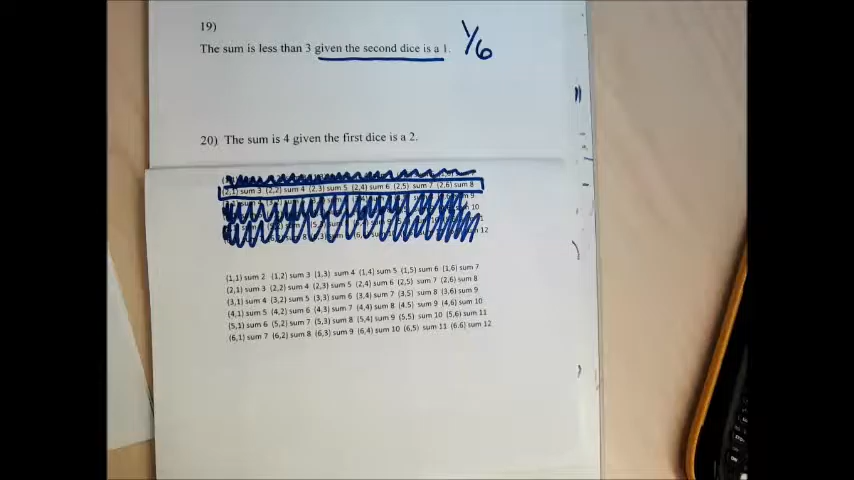 19)
The sum is less than 3 given the second dice is a 1. 1/6
20) The sum is 4 given the first dice is a 2.
(2,1) sum 3 (2,2) sum 4 (2,3) sum 5 (2,4) sum 6 (2,5) sum 7 (2,6) sum 8
(1,1) sum 2 (1,2) sum 3 (1,3) sum 4 (1,4) sum 5 (1,5) sum 6 (1,6) sum 7
(2,1) sum 3 (2,2) sum 4 (2,3) sum 5 (2,4) sum 6 (2,5) sum 7 (2,6) sum 8
(3,1) sum 4 (3,2) sum 5 (3,3) sum 6 (3,4) sum 7 (3,5) sum 8 (3,6) sum 9
(4,1) sum 5 (4,2) sum 6 (4,3) sum 7 (4,4) sum 8 (4,5) sum 9 (4,6) sum 10
(5,1) sum 6 (5,2) sum 7 (5,3) sum 8 (5,4) sum 9 (5,5) sum 10 (5,6) sum 11
(6,1) sum 7 (6,2) sum 8 (6,3) sum 9 (6,4) sum 10 (6,5) sum 11 (6,6) sum 12